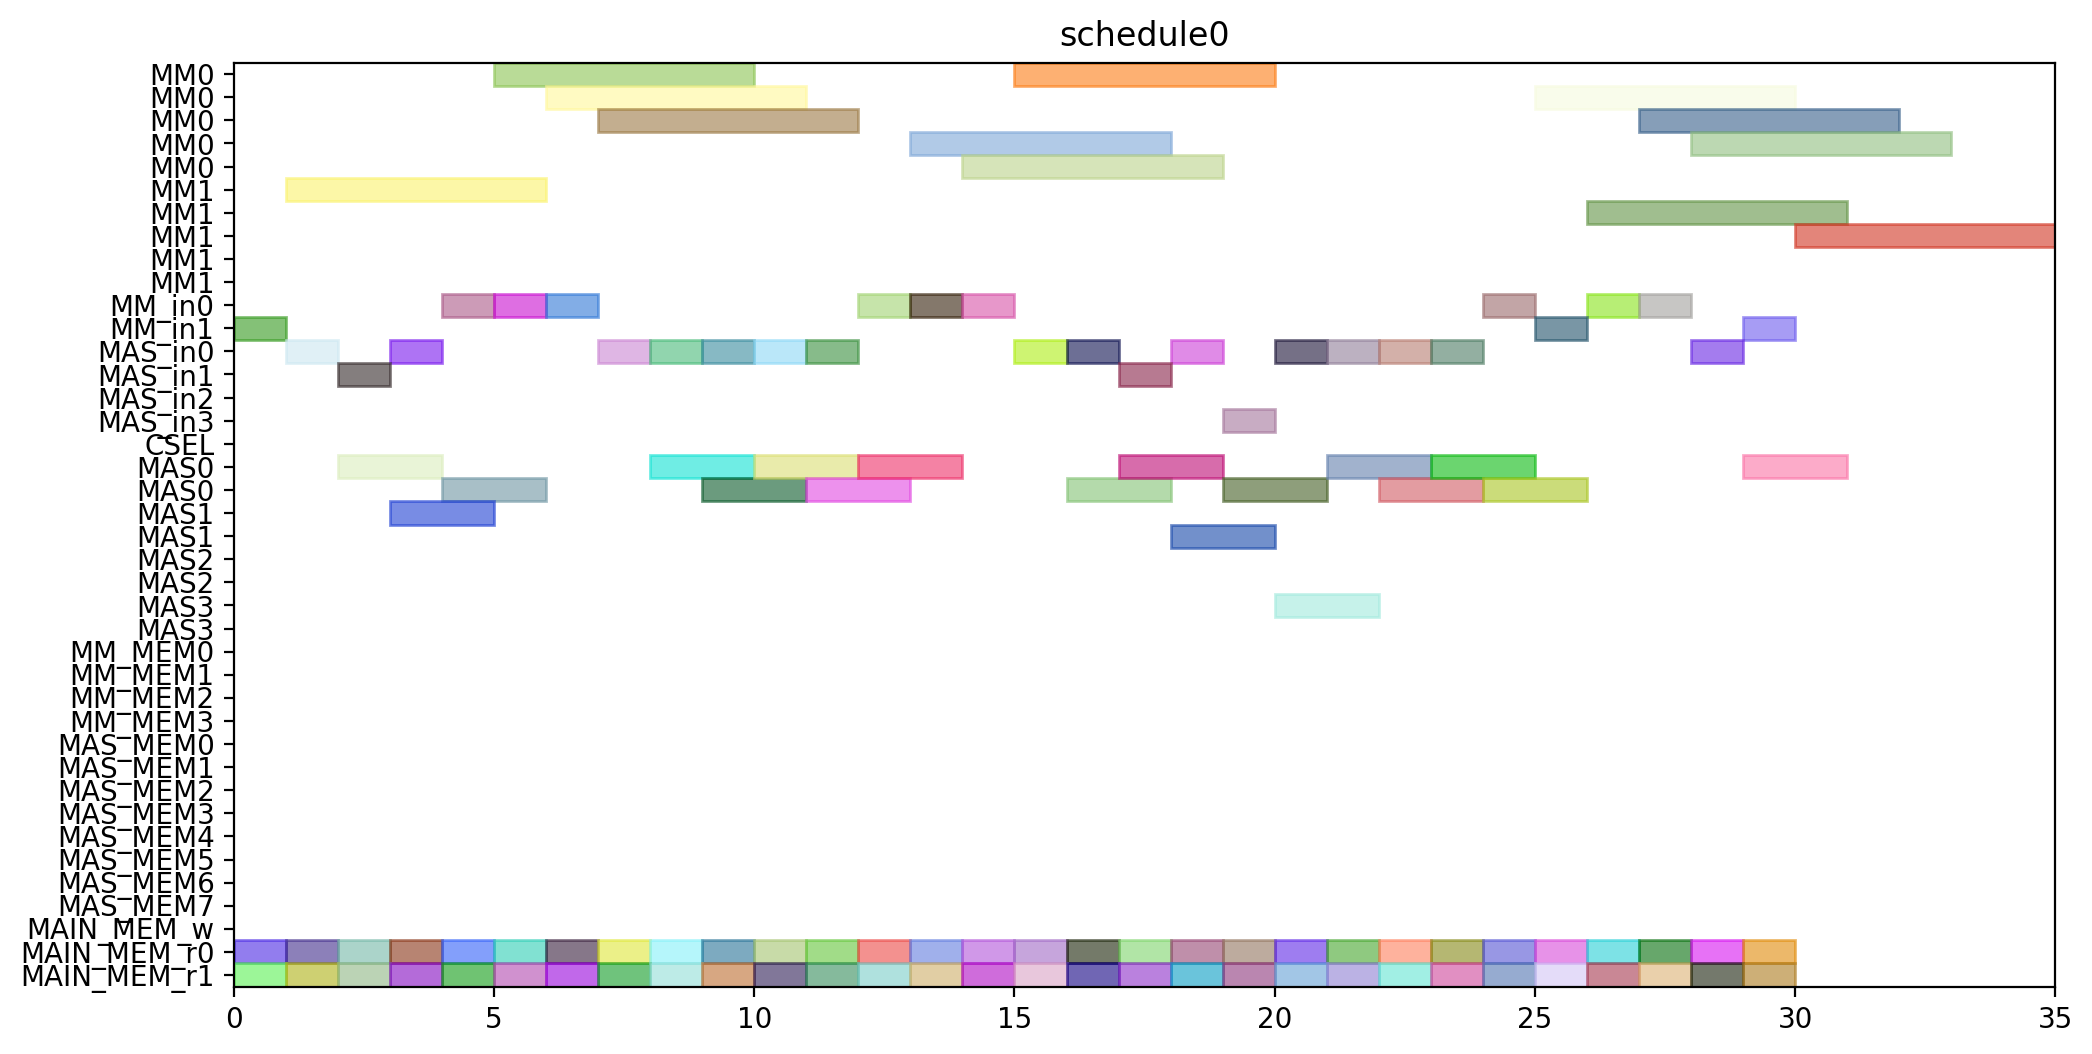 schedule0
MM0
MM0
MM0
MM0
MM0
MM1
MM1
MM1
MM1
MM1
MM_in0
MM_in1
MAS_in0
MAS_in1
MAS_in2
MAS_in3
CSEL
MAS0
MAS0
MAS1
MAS1
MAS2
MAS2
MAS3
MAS3
MM_MEM0
MM_MEM1
MM_MEM2
MM_MEM3
MAS_MEM0
MAS_MEM1
MAS_MEM2
MAS_MEM3
MAS_MEM4
MAS_MEM5
MAS_MEM6
MAS_MEM7
MAIN_MEM_w
MAIN_MEM_r0
MAIN_MEM_r1
0 5 10 15 20 25 30 35